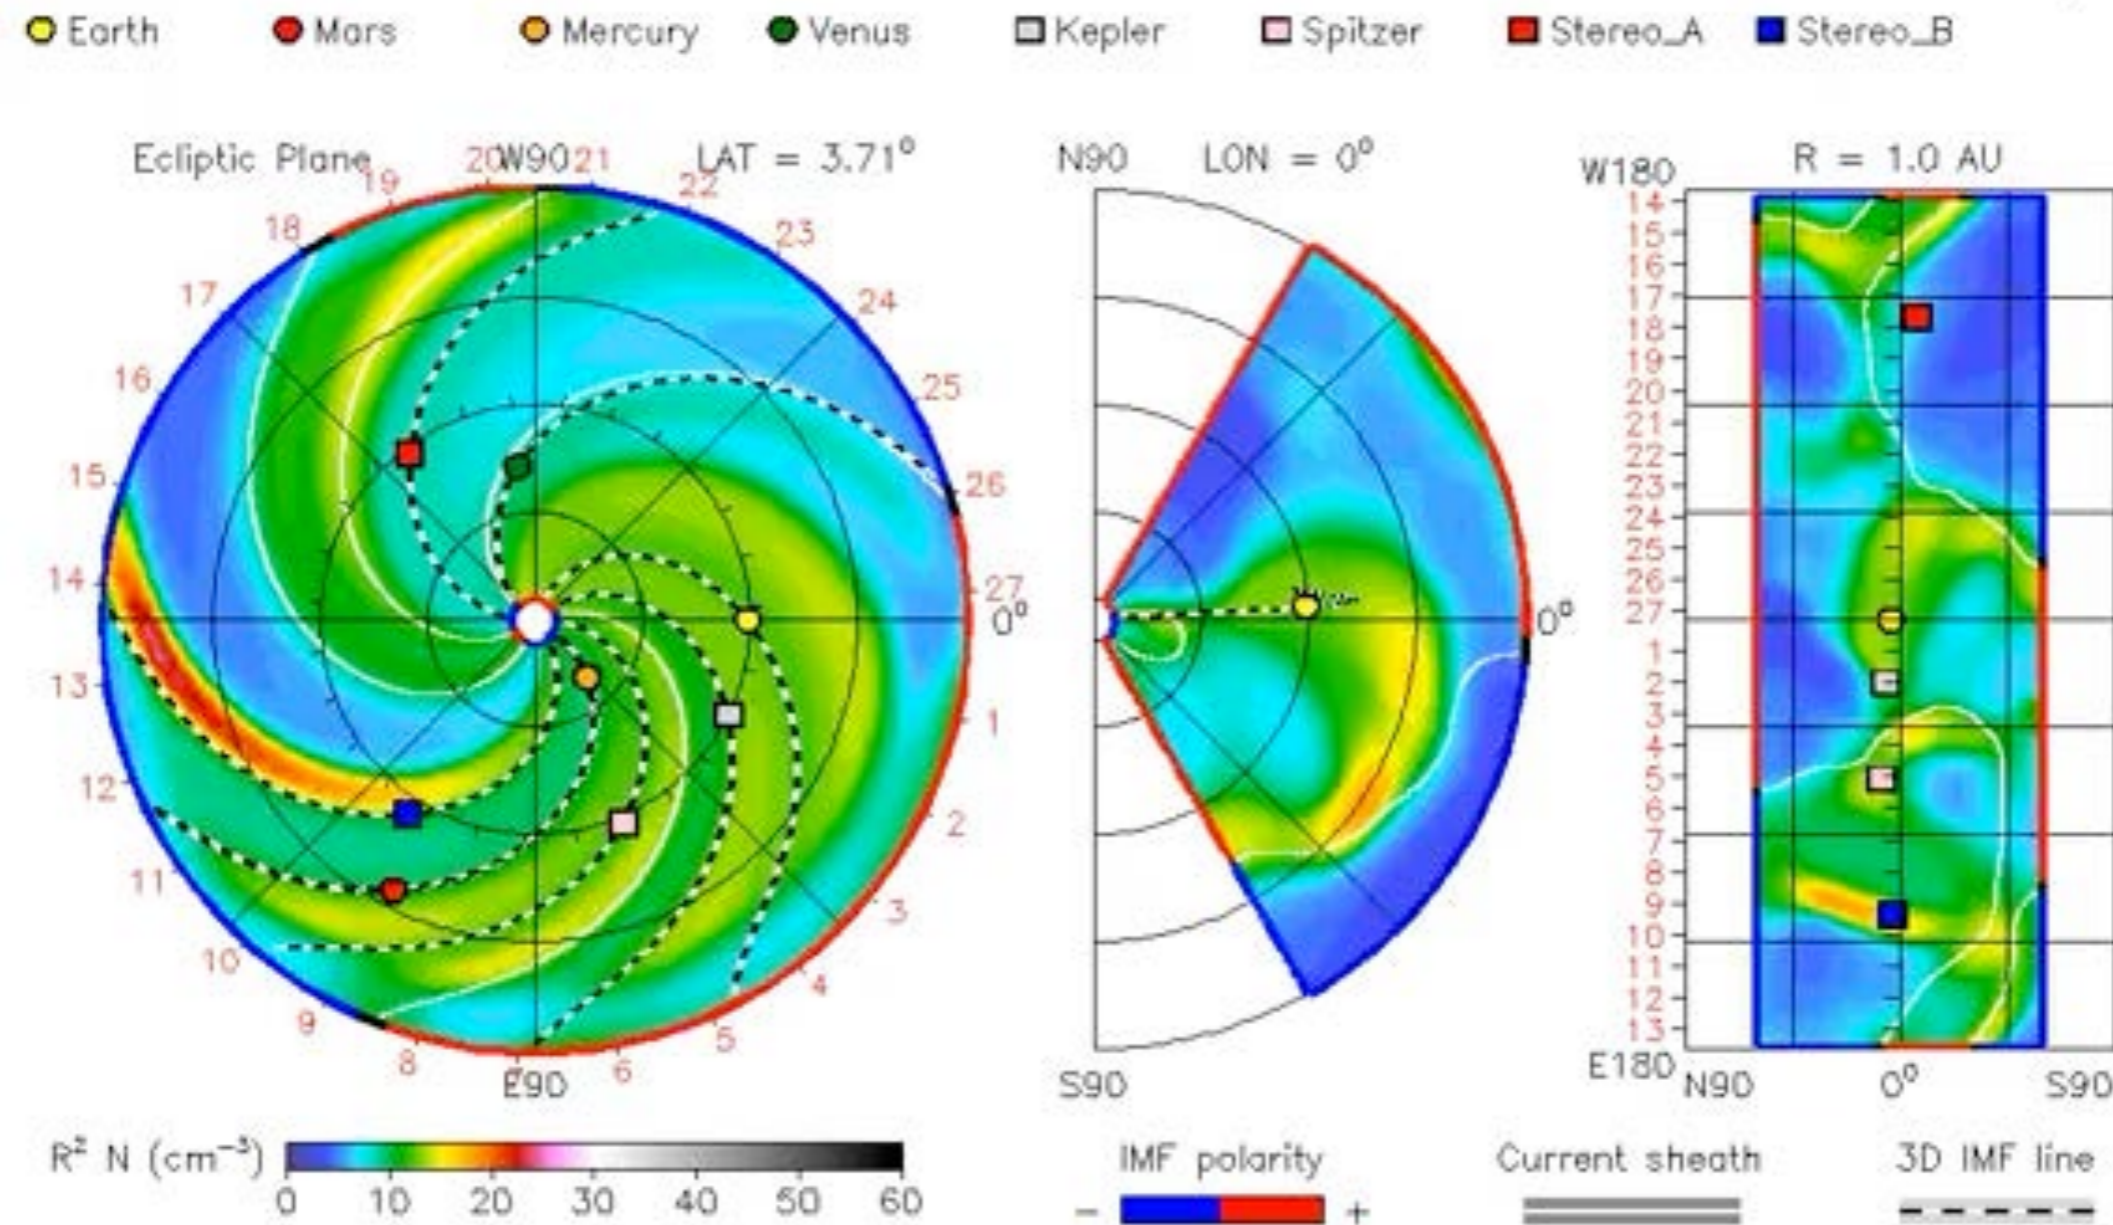 Earth Mars Mercury Venus Kepler Spitzer Stereo_A Stereo_B
Ecliptic Plane W90 LAT = 3.71°
N90 LON = 0°
R = 1.0 AU
W180
19 20 21 22
18 23
17 24
16 25
15 26
14 27
0°
13 1
12 2
11 3
10 4
9 5
8 6
E90
0°
S90
14
15
16
17
18
19
20
21
22
23
24
25
26
27
1
2
3
4
5
6
7
8
9
10
11
12
13
E180
N90 0° S90
R² N (cm⁻³)
0 10 20 30 40 50 60
IMF polarity
- +
Current sheath
3D IMF line